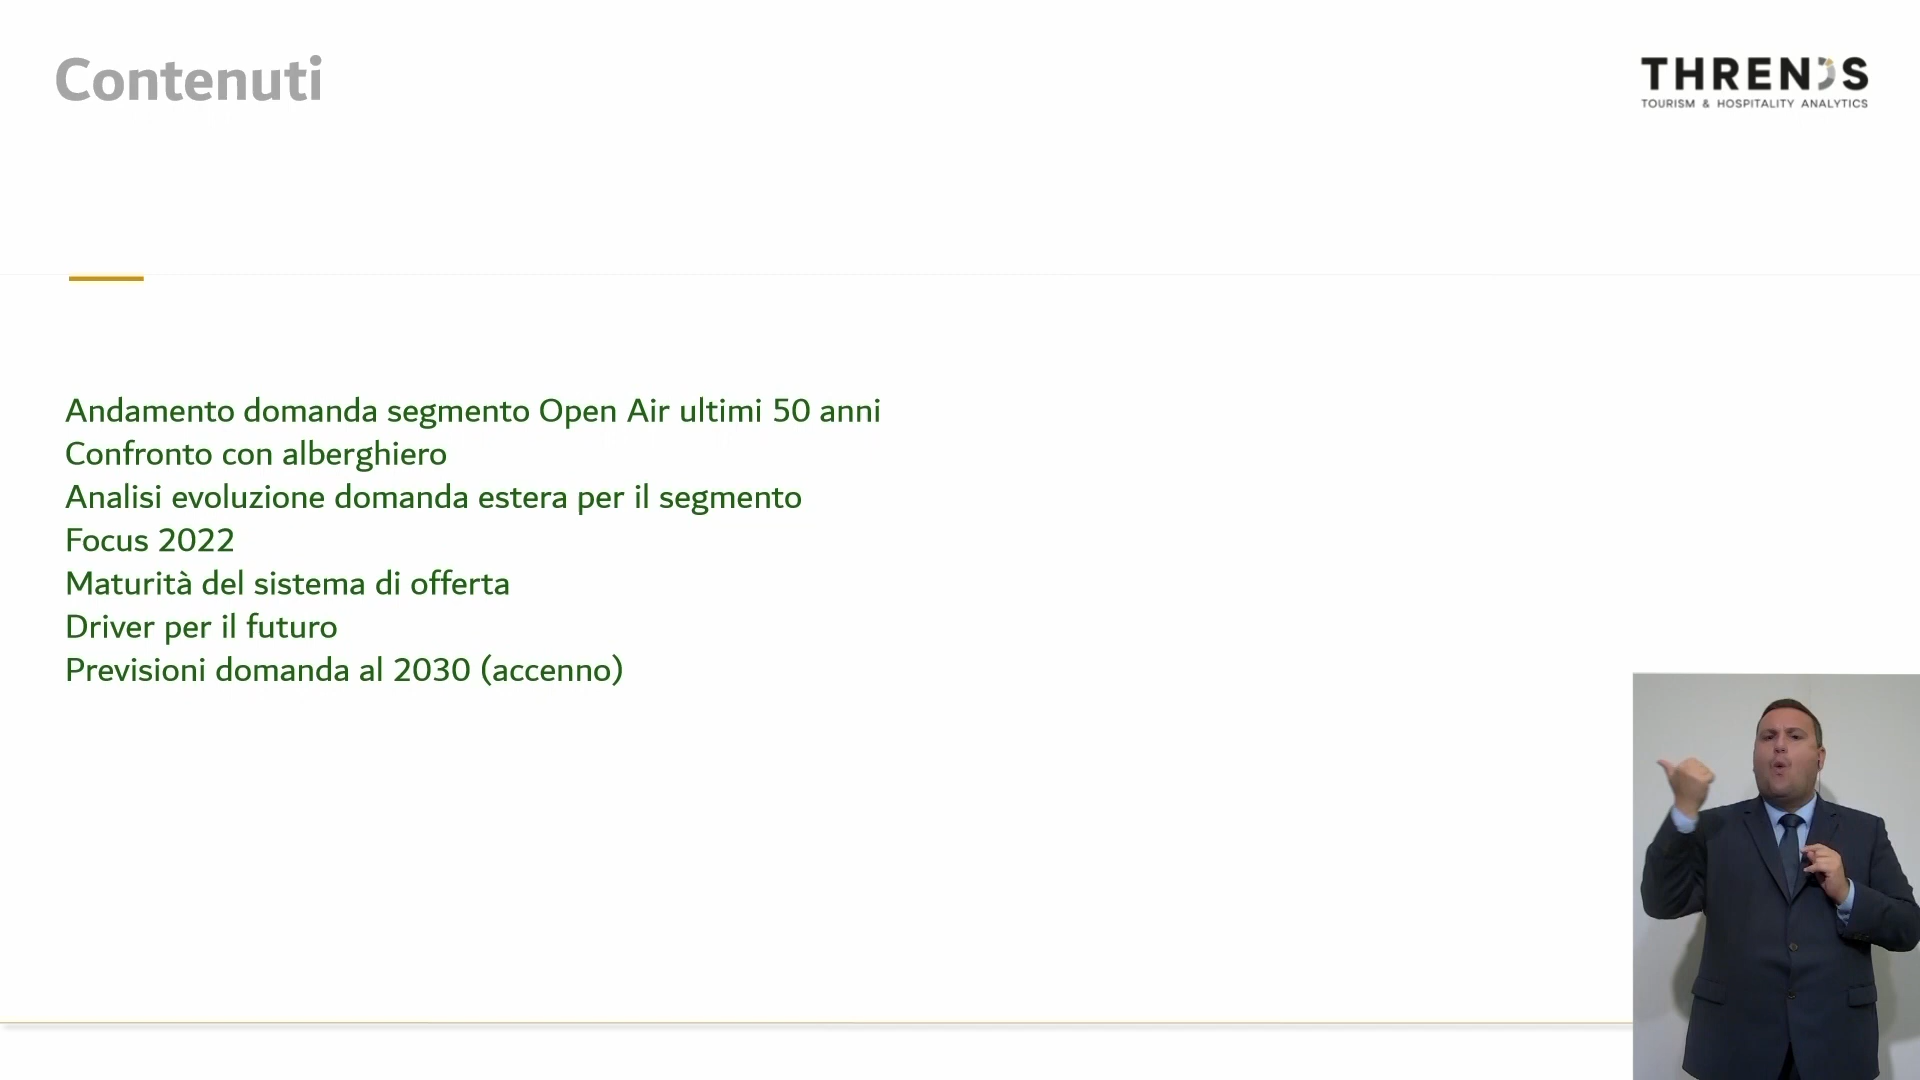 Contenuti
THRENDS
TOURISM & HOSPITALITY ANALYTICS
Andamento domanda segmento Open Air ultimi 50 anni
Confronto con alberghiero
Analisi evoluzione domanda estera per il segmento
Focus 2022
Maturità del sistema di offerta
Driver per il futuro
Previsioni domanda al 2030 (accenno)